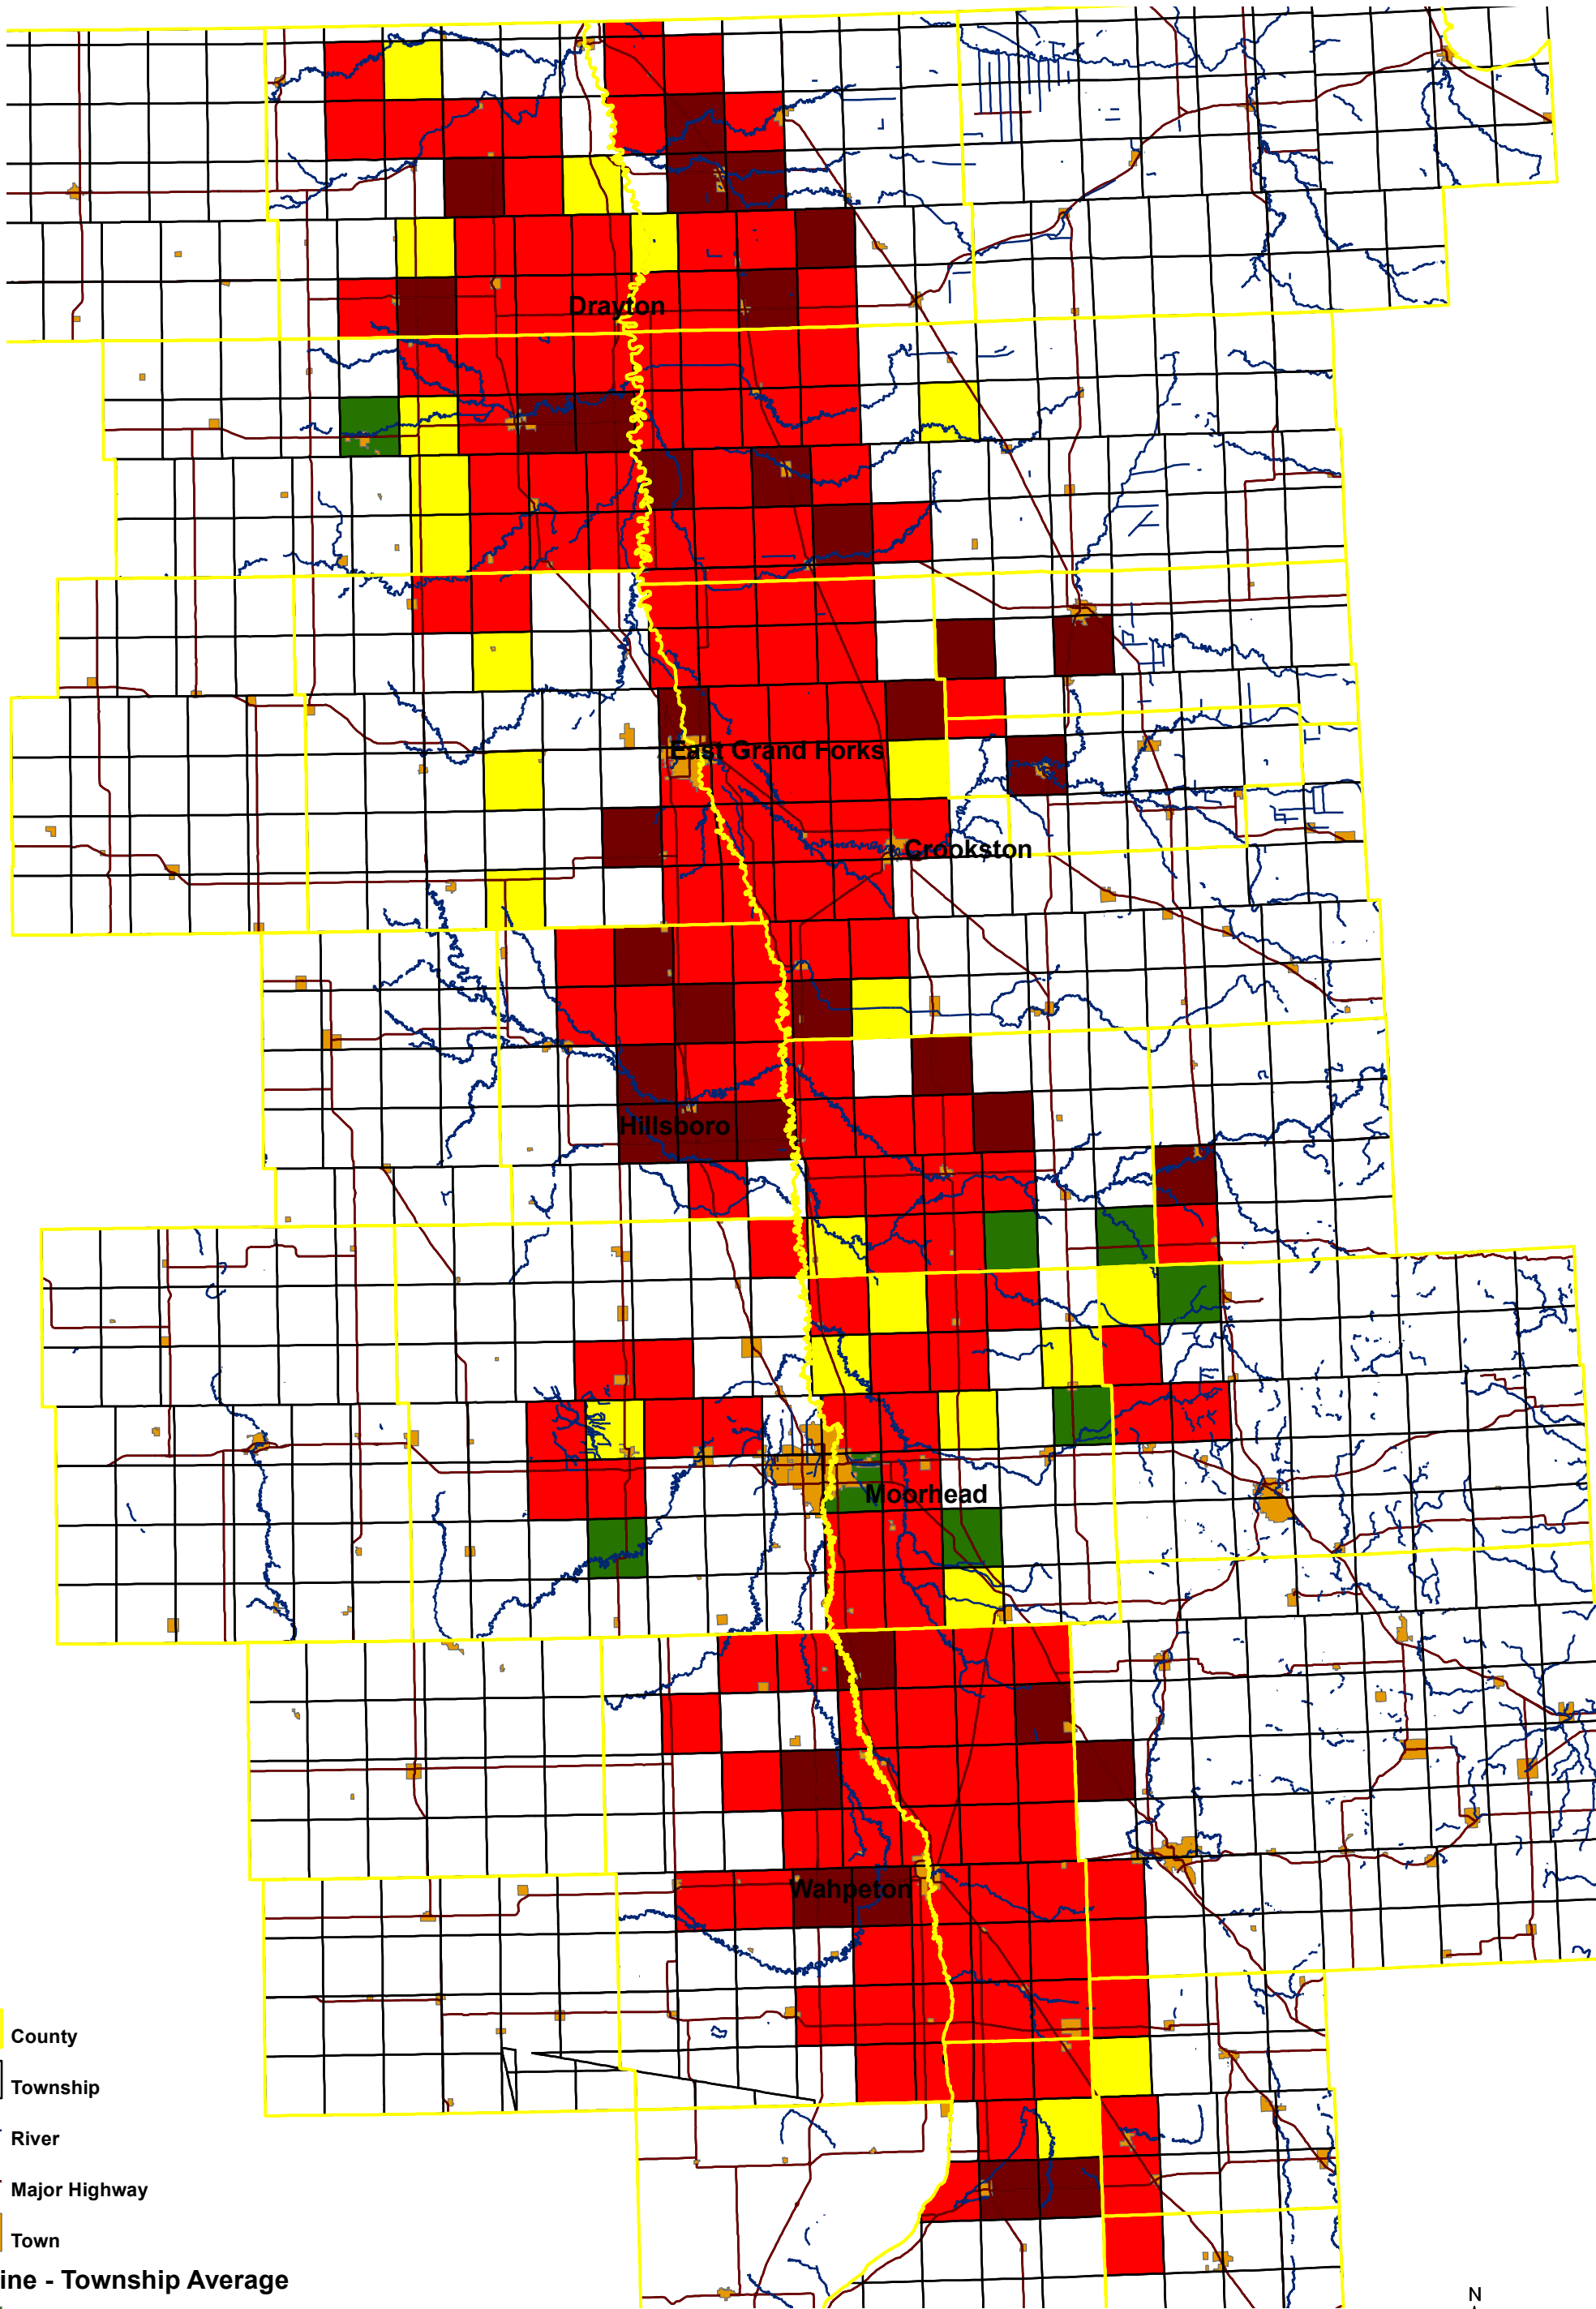 Drayton
East Grand Forks
Crookston
Hillsboro
Moorhead
Wahpeton
County
Township
River
Major Highway
Town
ine - Township Average
N